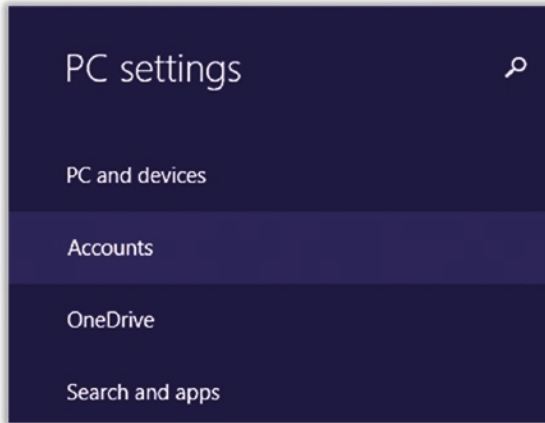 PC settings
PC and devices
Accounts
OneDrive
Search and apps